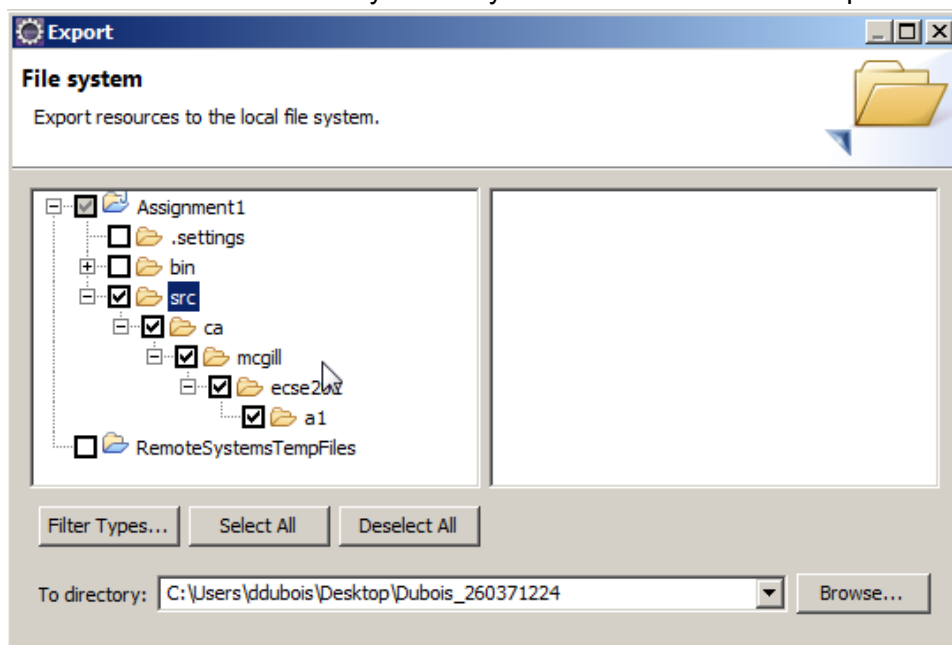 Export
File system
Export resources to the local file system.
Assignment1
.settings
bin
src
ca
mcgill
a1
RemoteSystemsTempFiles
Filter Types... Select All Deselect All
To directory: C:\Users\ddubois\Desktop\Dubois_260371224 Browse...